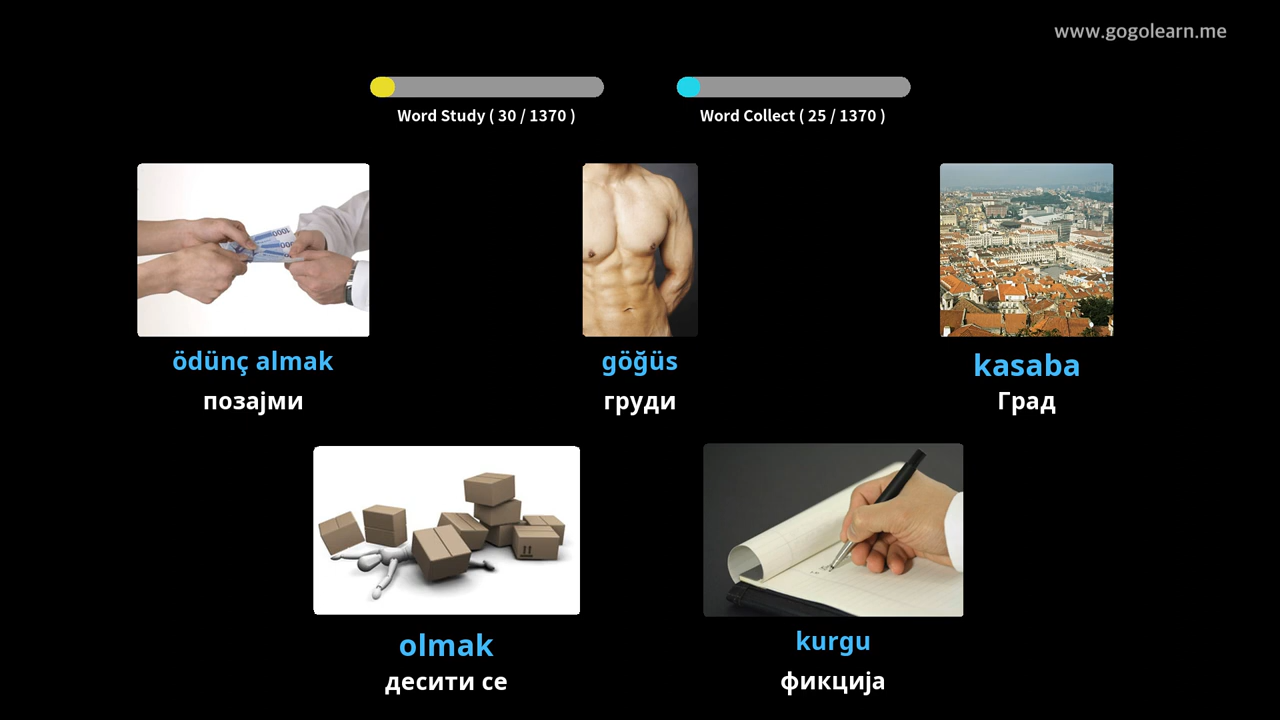 www.gogolearn.me
Word Study ( 30 / 1370 )
Word Collect ( 25 / 1370 )
ödünç almak
göğüs
kasaba
позајми
груди
Град
olmak
kurgu
десити се
фикција